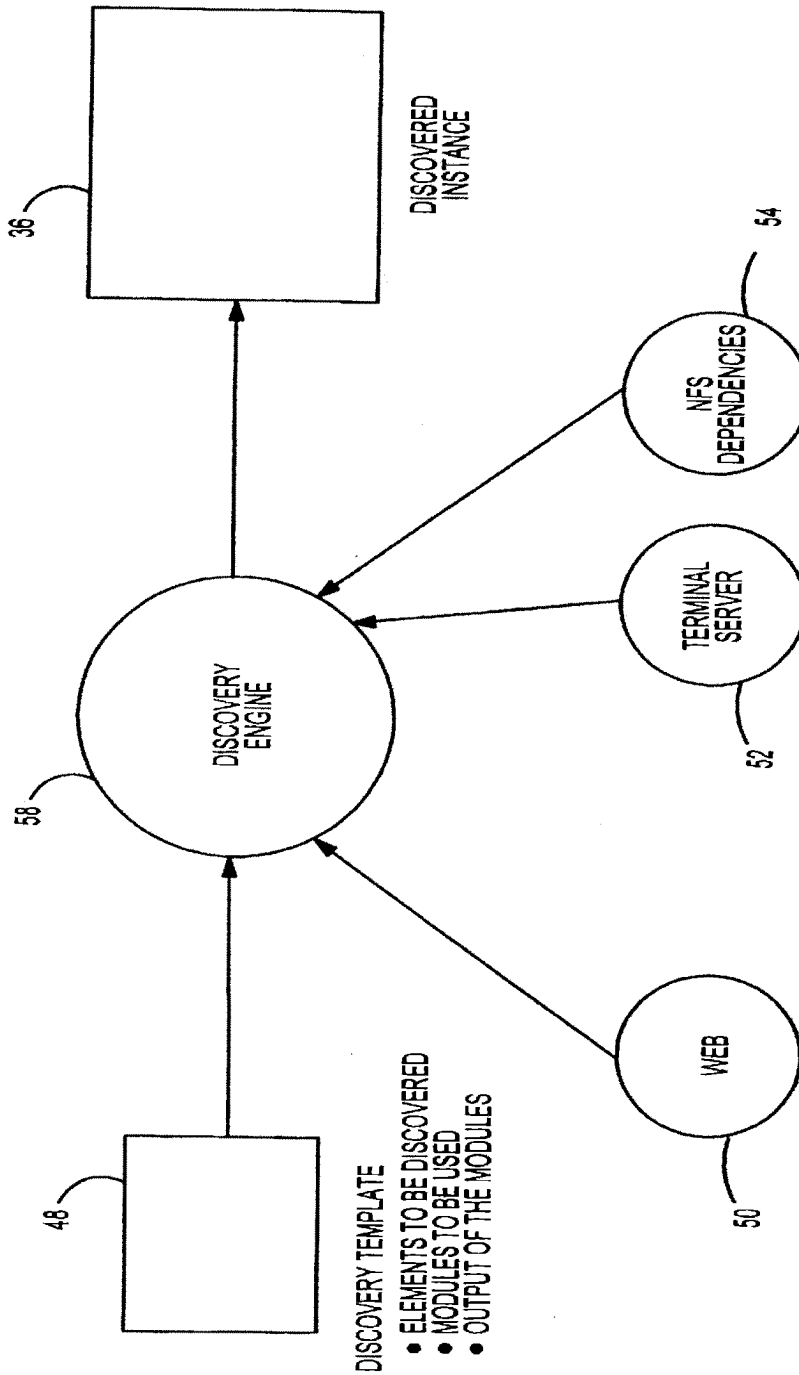 48
DISCOVERY TEMPLATE
• ELEMENTS TO BE DISCOVERED
• MODULES TO BE USED
• OUTPUT OF THE MODULES
58
DISCOVERY
ENGINE
36
DISCOVERED
INSTANCE
WEB
50
TERMINAL
SERVER
52
NFS
DEPENDENCIES
54